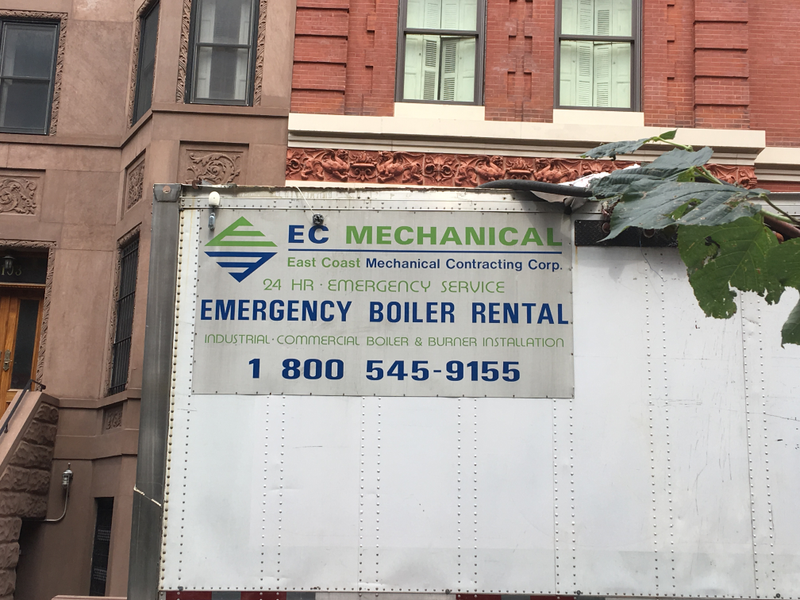 EC MECHANICAL
East Coast Mechanical Contracting Corp.
24 HR · EMERGENCY SERVICE
EMERGENCY BOILER RENTAL
INDUSTRIAL · COMMERCIAL BOILER & BURNER INSTALLATION
1 800 545-9155